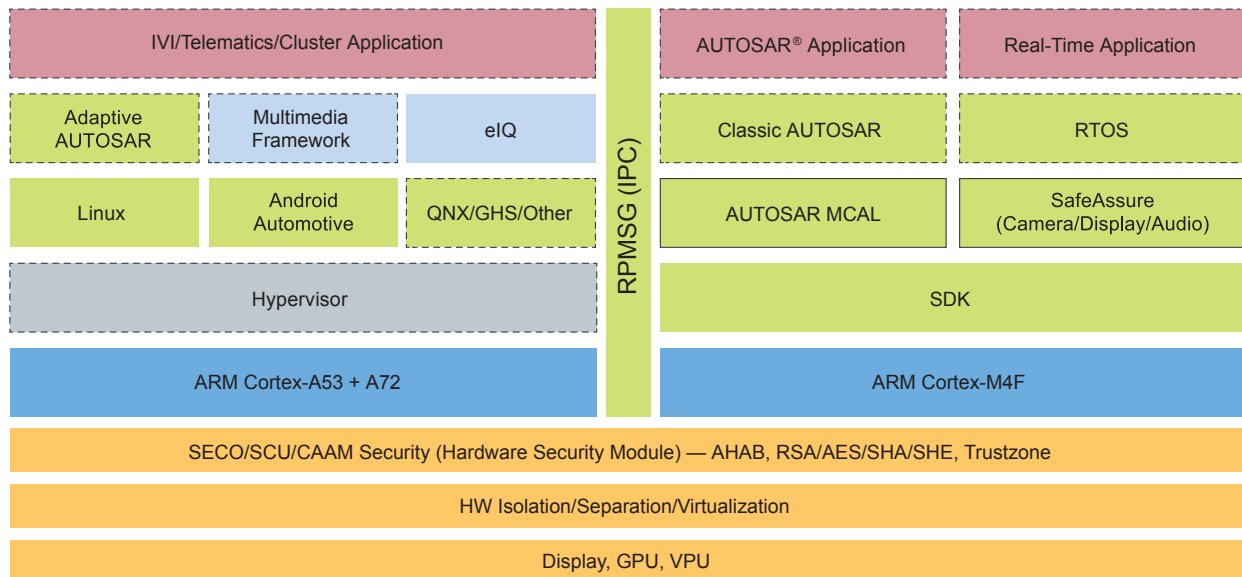 IVI/Telematics/Cluster Application
AUTOSAR® Application
Real-Time Application
Adaptive
AUTOSAR
Multimedia
Framework
eIQ
Classic AUTOSAR
RTOS
Linux
Android
Automotive
QNX/GHS/Other
RPMSG (IPC)
AUTOSAR MCAL
SafeAssure
(Camera/Display/Audio)
Hypervisor
SDK
ARM Cortex-A53 + A72
ARM Cortex-M4F
SECO/SCU/CAAM Security (Hardware Security Module) — AHAB, RSA/AES/SHA/SHE, Trustzone
HW Isolation/Separation/Virtualization
Display, GPU, VPU